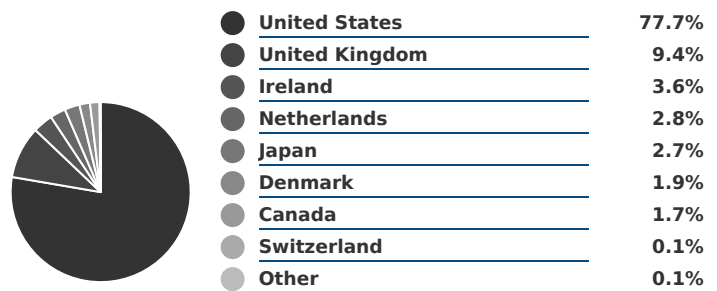 United States 77.7%
United Kingdom 9.4%
Ireland 3.6%
Netherlands 2.8%
Japan 2.7%
Denmark 1.9%
Canada 1.7%
Switzerland 0.1%
Other 0.1%